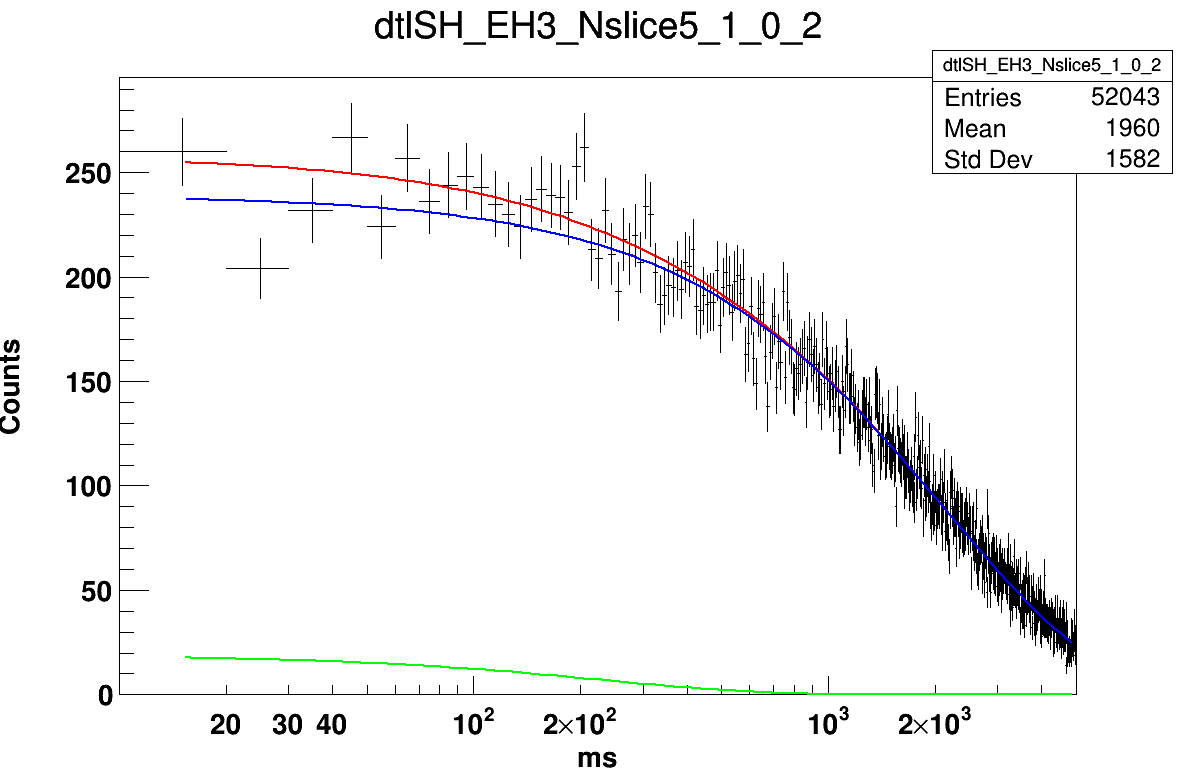 dtlSH_EH3_Nslice5_1_0_2
dtlSH_EH3_Nslice5_1_0_2
Entries 52043
Mean 1960
Std Dev 1582
Counts
250
200
150
100
50
0
20 30 40 10² 2×10² 10³ 2×10³
ms